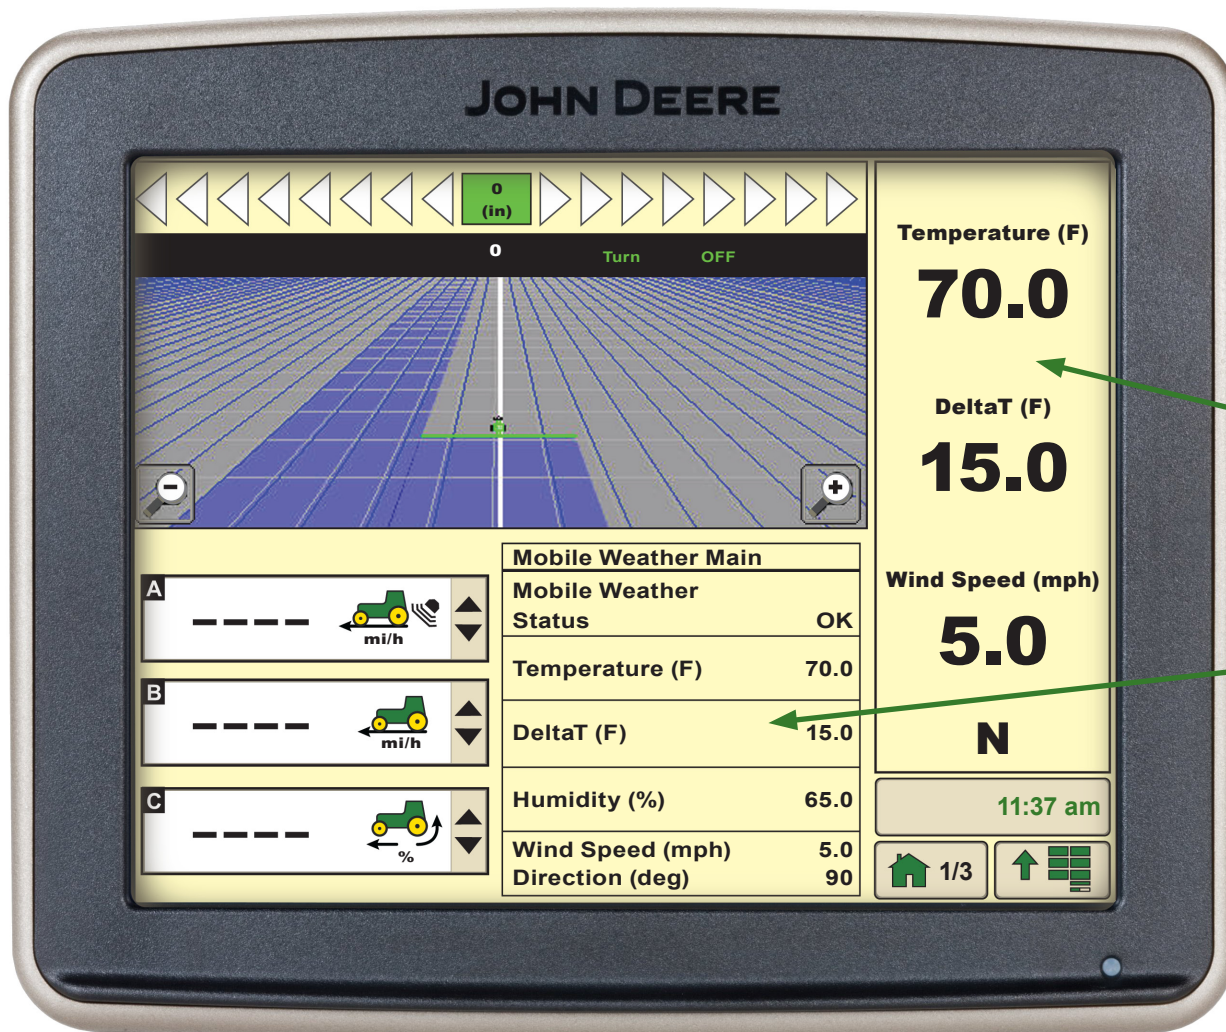 JOHN DEERE
0
(in)
0 Turn OFF
Temperature (F)
70.0
DeltaT (F)
15.0
Wind Speed (mph)
5.0
N
A
mi/h
B
mi/h
C
%
Mobile Weather Main
Mobile Weather
Status OK
Temperature (F) 70.0
DeltaT (F) 15.0
Humidity (%) 65.0
Wind Speed (mph) 5.0
Direction (deg) 90
11:37 am
1/3